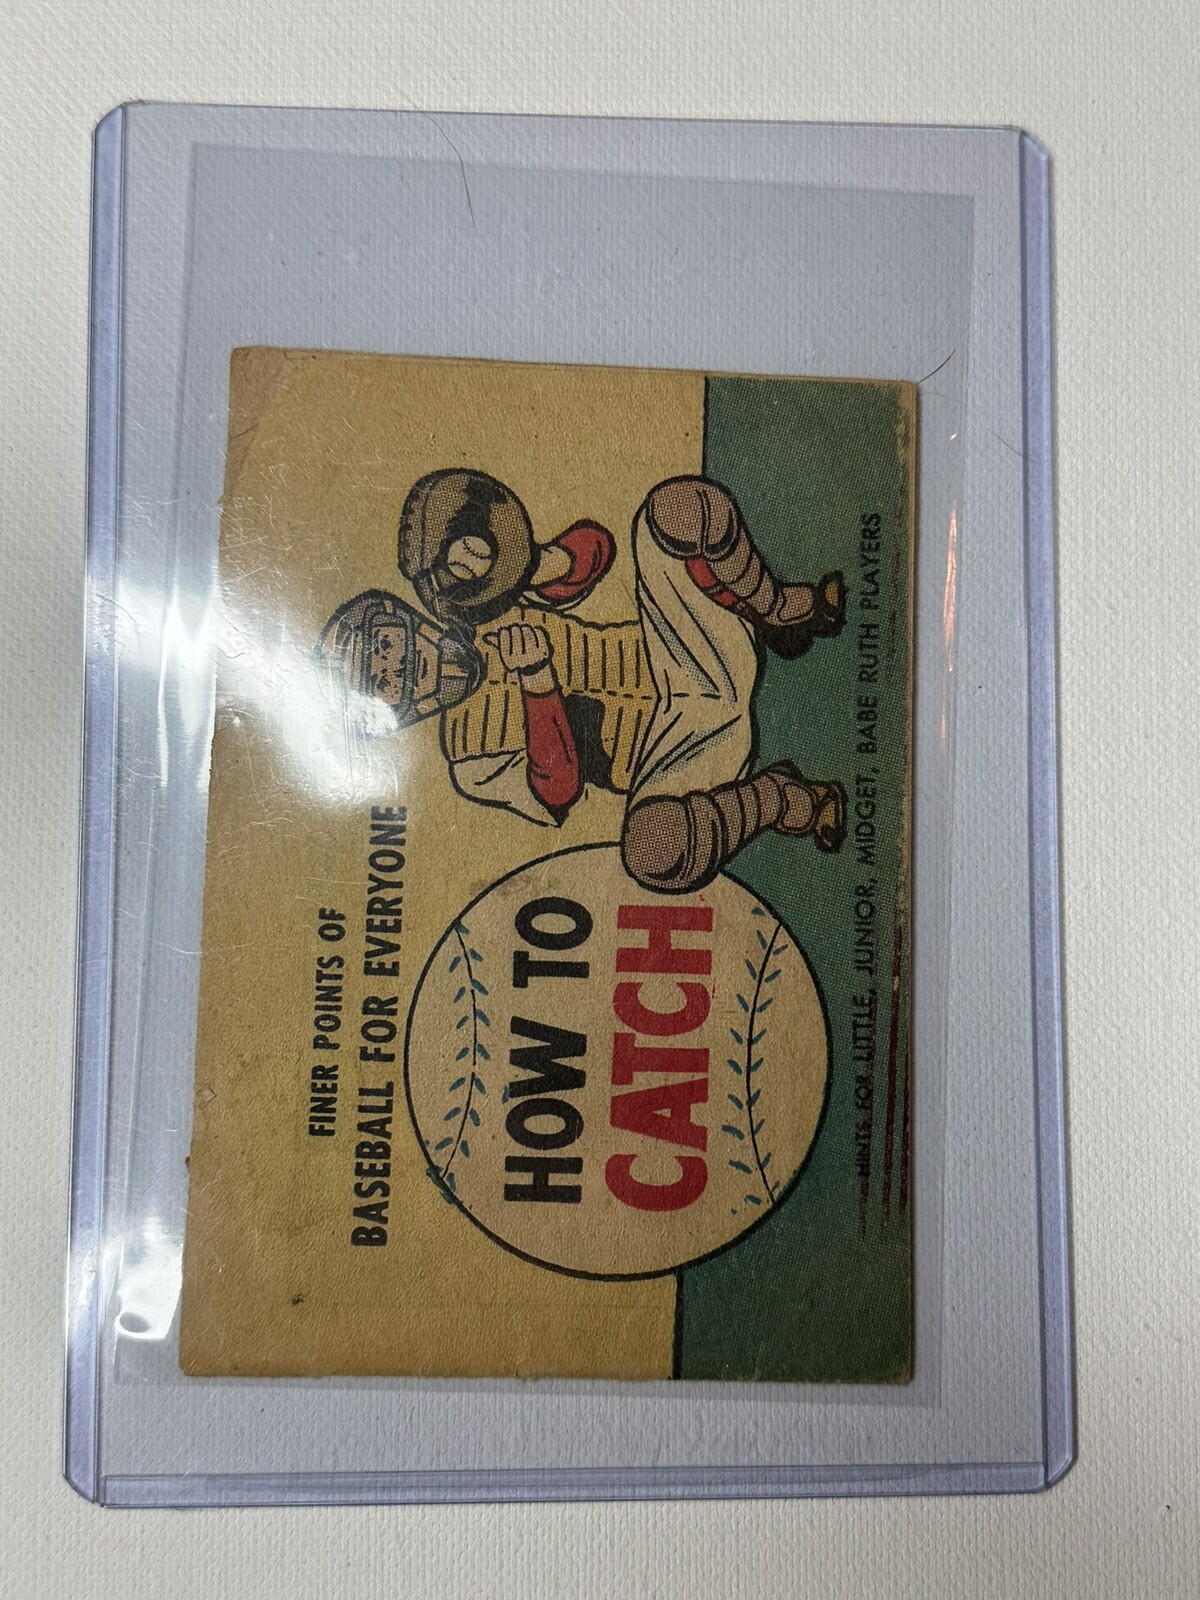 FINER POINTS OF
BASEBALL FOR EVERYONE
HOW TO
CATCH
HINTS FOR LITTLE, JUNIOR, MIDGET, BABE RUTH PLAYERS